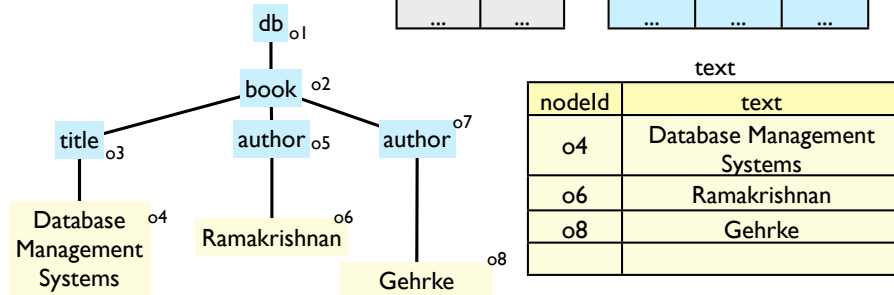 ... ... ... ... ...
db o1
book o2
title o3
author o5
author o7
Database
Management
Systems
o4
Ramakrishnan o6
Gehrke o8
text
nodeId text
o4 Database Management
Systems
o6 Ramakrishnan
o8 Gehrke